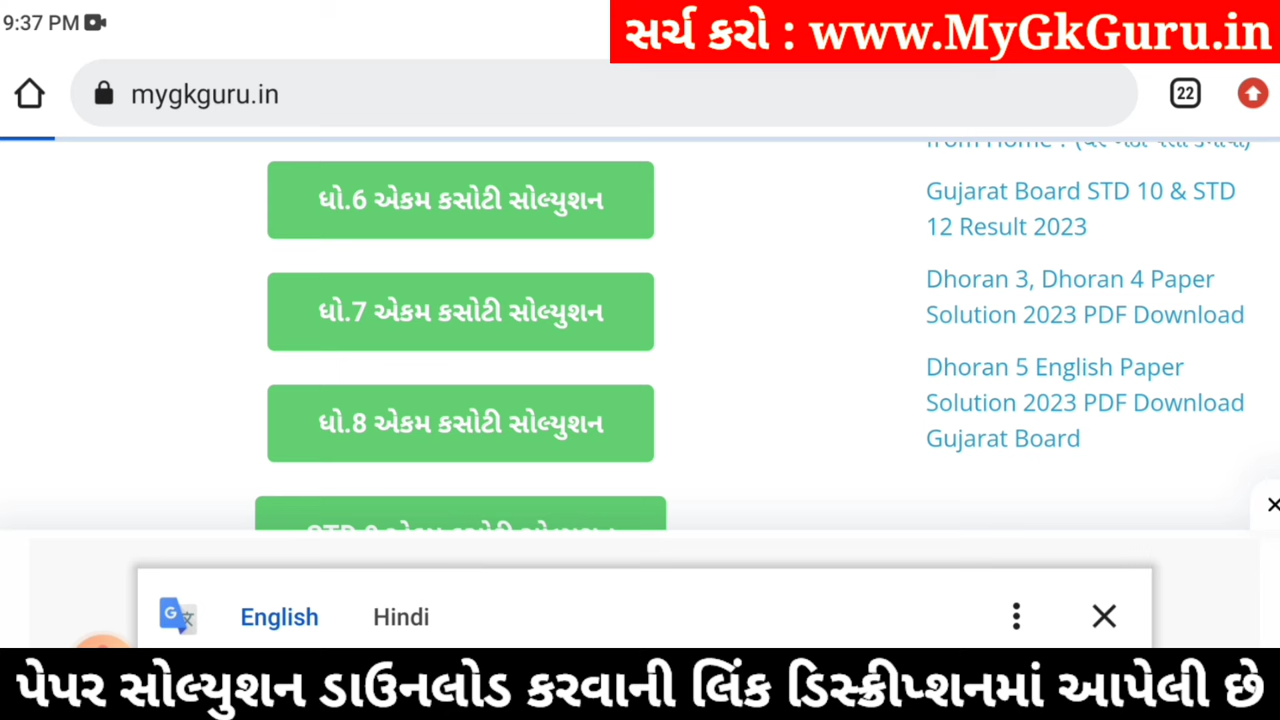 9:37 PM
સર્ચ કરો : www.MyGkGuru.in
mygkguru.in
22
ધો.6 એકમ કસોટી સોલ્યુશન
ધો.7 એકમ કસોટી સોલ્યુશન
ધો.8 એકમ કસોટી સોલ્યુશન
Gujarat Board STD 10 & STD
12 Result 2023
Dhoran 3, Dhoran 4 Paper
Solution 2023 PDF Download
Dhoran 5 English Paper
Solution 2023 PDF Download
Gujarat Board
English Hindi
પેપર સોલ્યુશન ડાઉનલોડ કરવાની લિંક ડિસ્ક્રીપ્શનમાં આપેલી છે